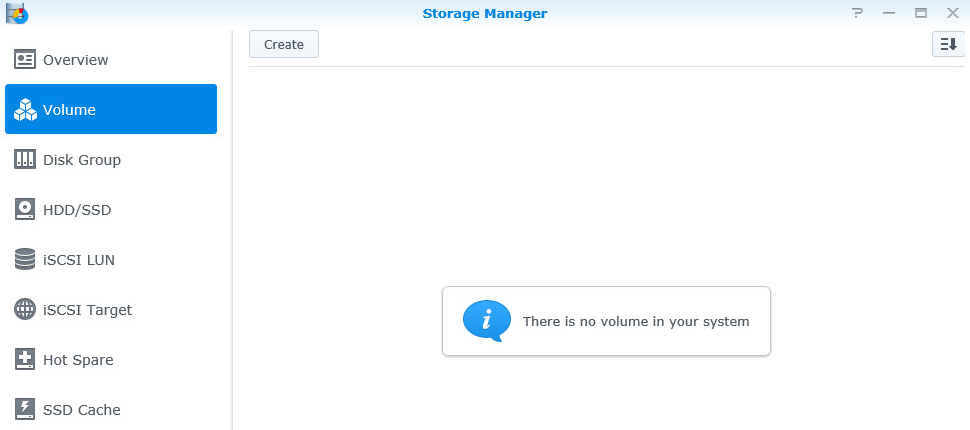 Storage Manager
Overview
Volume
Disk Group
HDD/SSD
iSCSI LUN
iSCSI Target
Hot Spare
SSD Cache
Create
There is no volume in your system